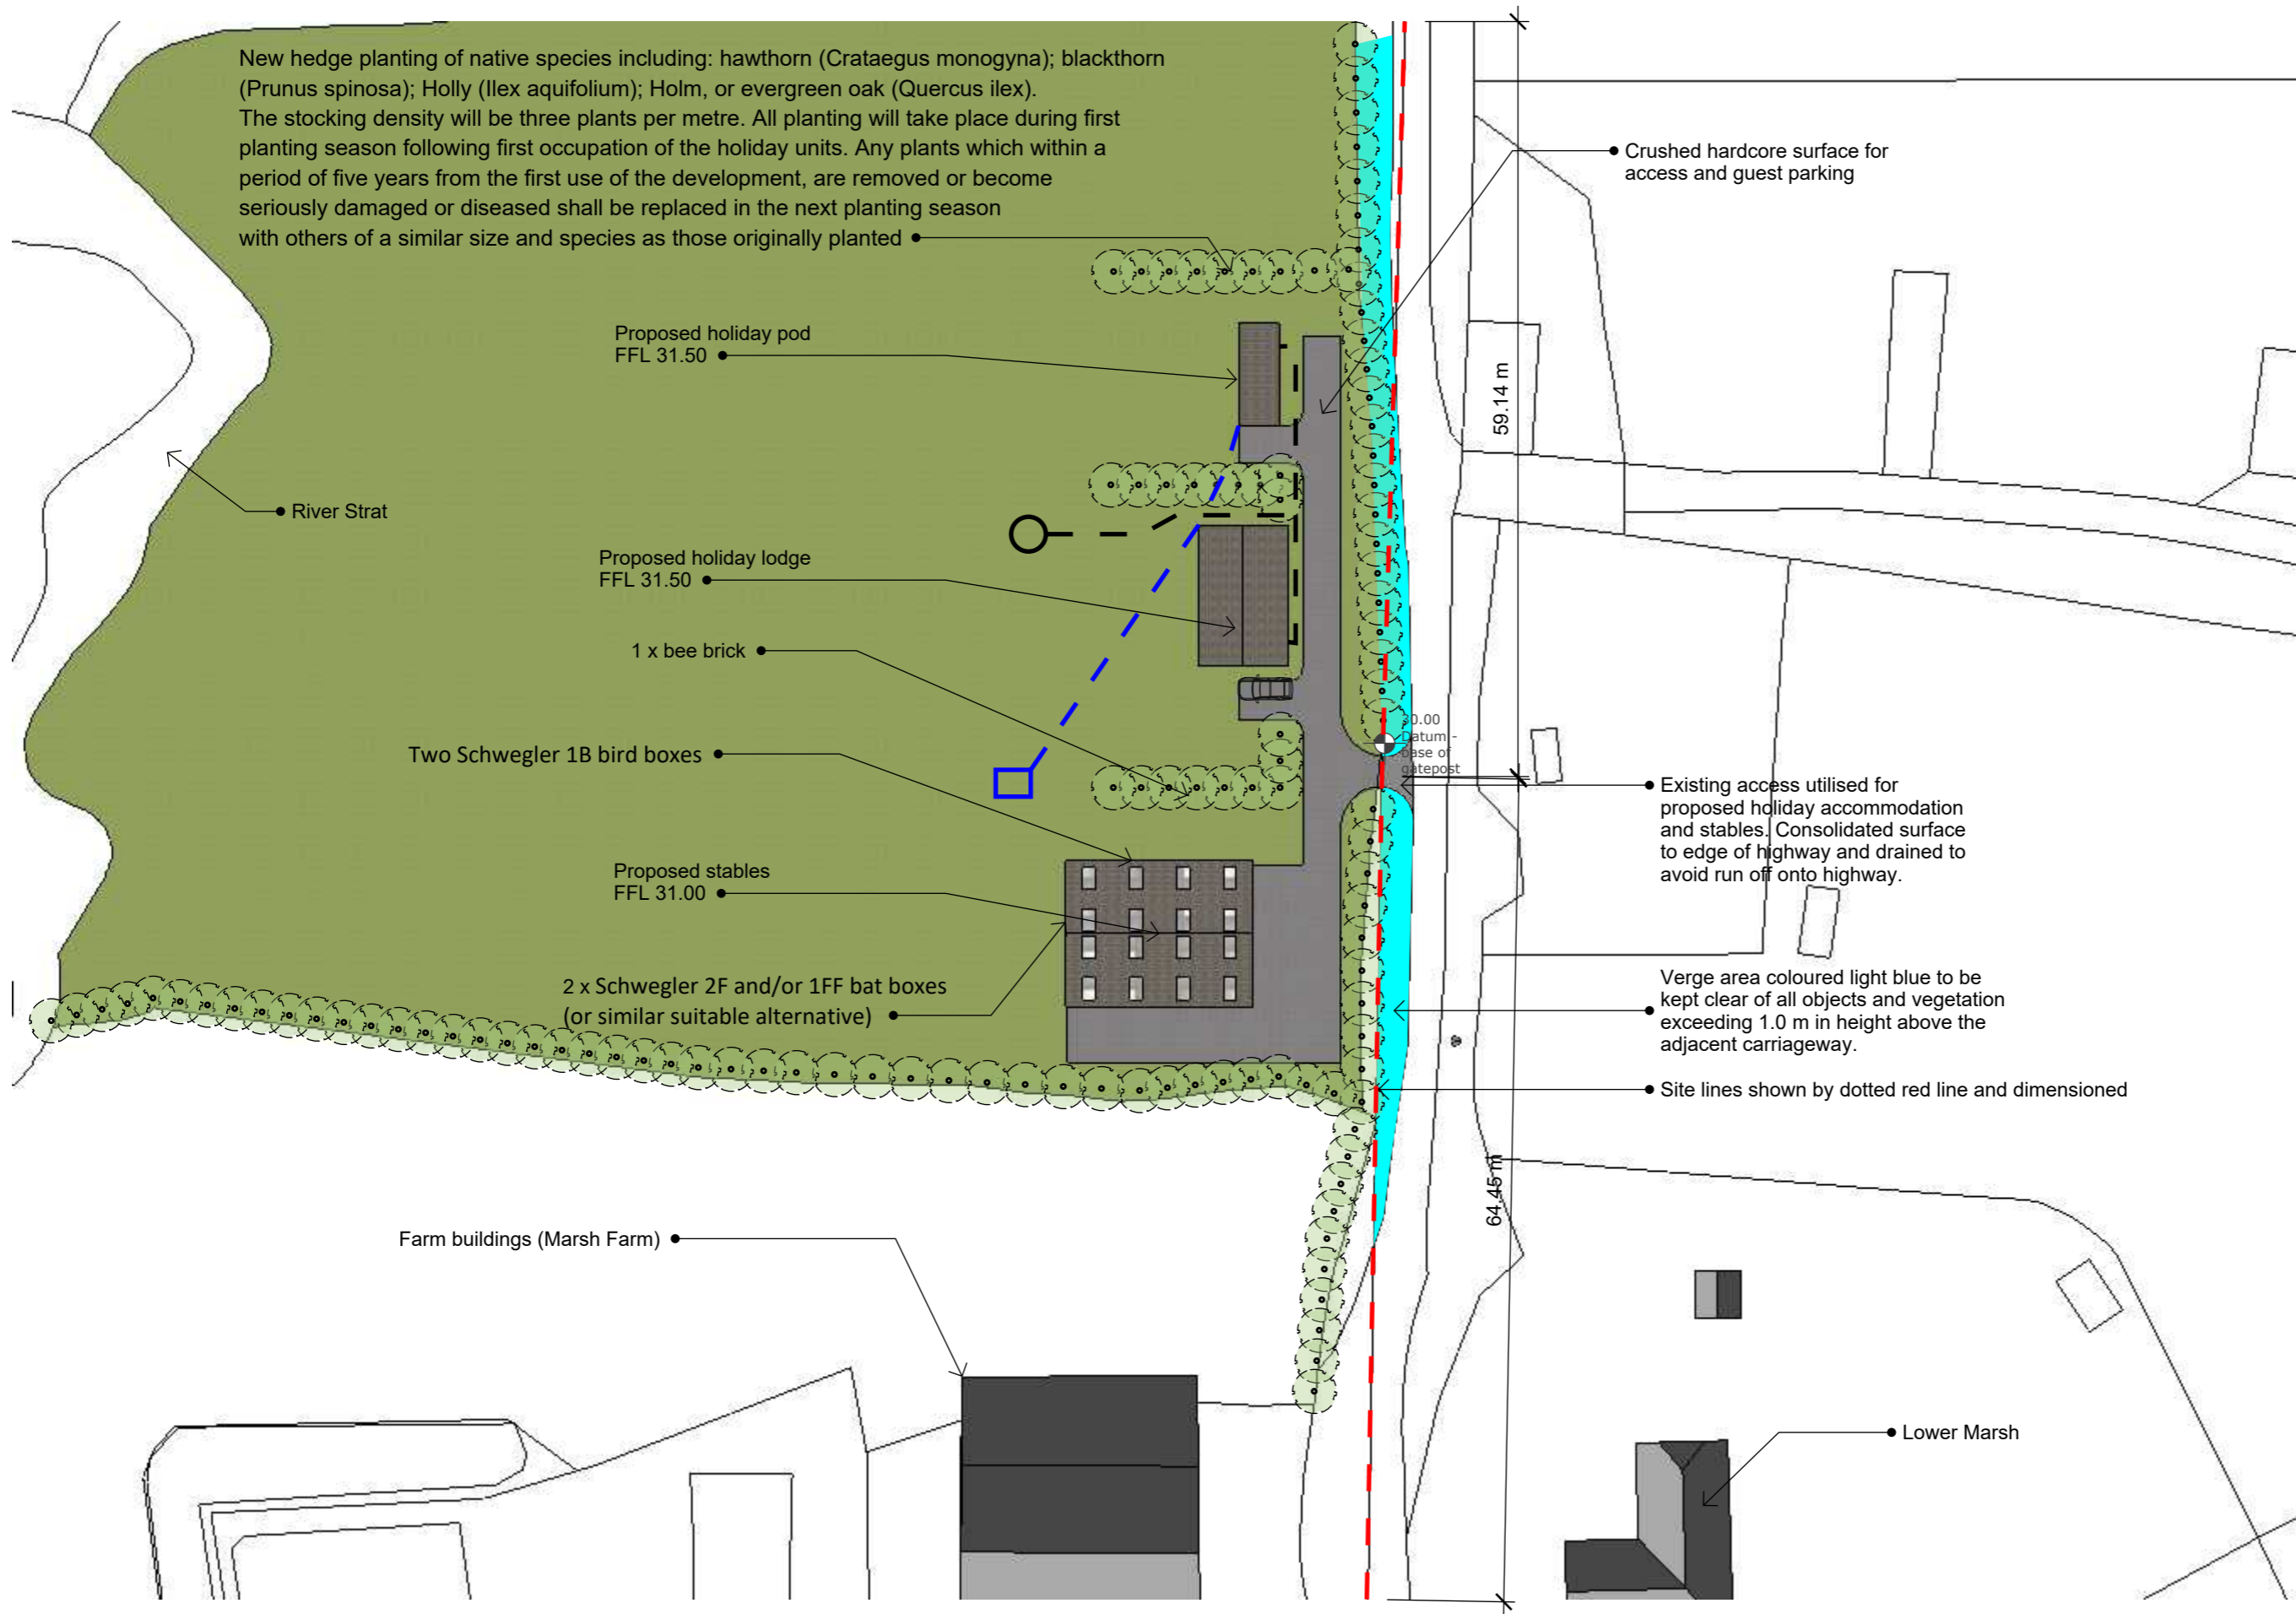 New hedge planting of native species including: hawthorn (Crataegus monogyna); blackthorn
(Prunus spinosa); Holly (Ilex aquifolium); Holm, or evergreen oak (Quercus ilex).
The stocking density will be three plants per metre. All planting will take place during first
planting season following first occupation of the holiday units. Any plants which within a
period of five years from the first use of the development, are removed or become
seriously damaged or diseased shall be replaced in the next planting season
with others of a similar size and species as those originally planted
Crushed hardcore surface for
access and guest parking
Proposed holiday pod
FFL 31.50
59.14 m
River Strat
Proposed holiday lodge
FFL 31.50
1 x bee brick
30.00
Datum -
base of
gatepost
Two Schwegler 1B bird boxes
Existing access utilised for
proposed holiday accommodation
and stables. Consolidated surface
to edge of highway and drained to
avoid run off onto highway.
Proposed stables
FFL 31.00
2 x Schwegler 2F and/or 1FF bat boxes
(or similar suitable alternative)
Verge area coloured light blue to be
kept clear of all objects and vegetation
exceeding 1.0 m in height above the
adjacent carriageway.
Site lines shown by dotted red line and dimensioned
64.45 m
Farm buildings (Marsh Farm)
Lower Marsh